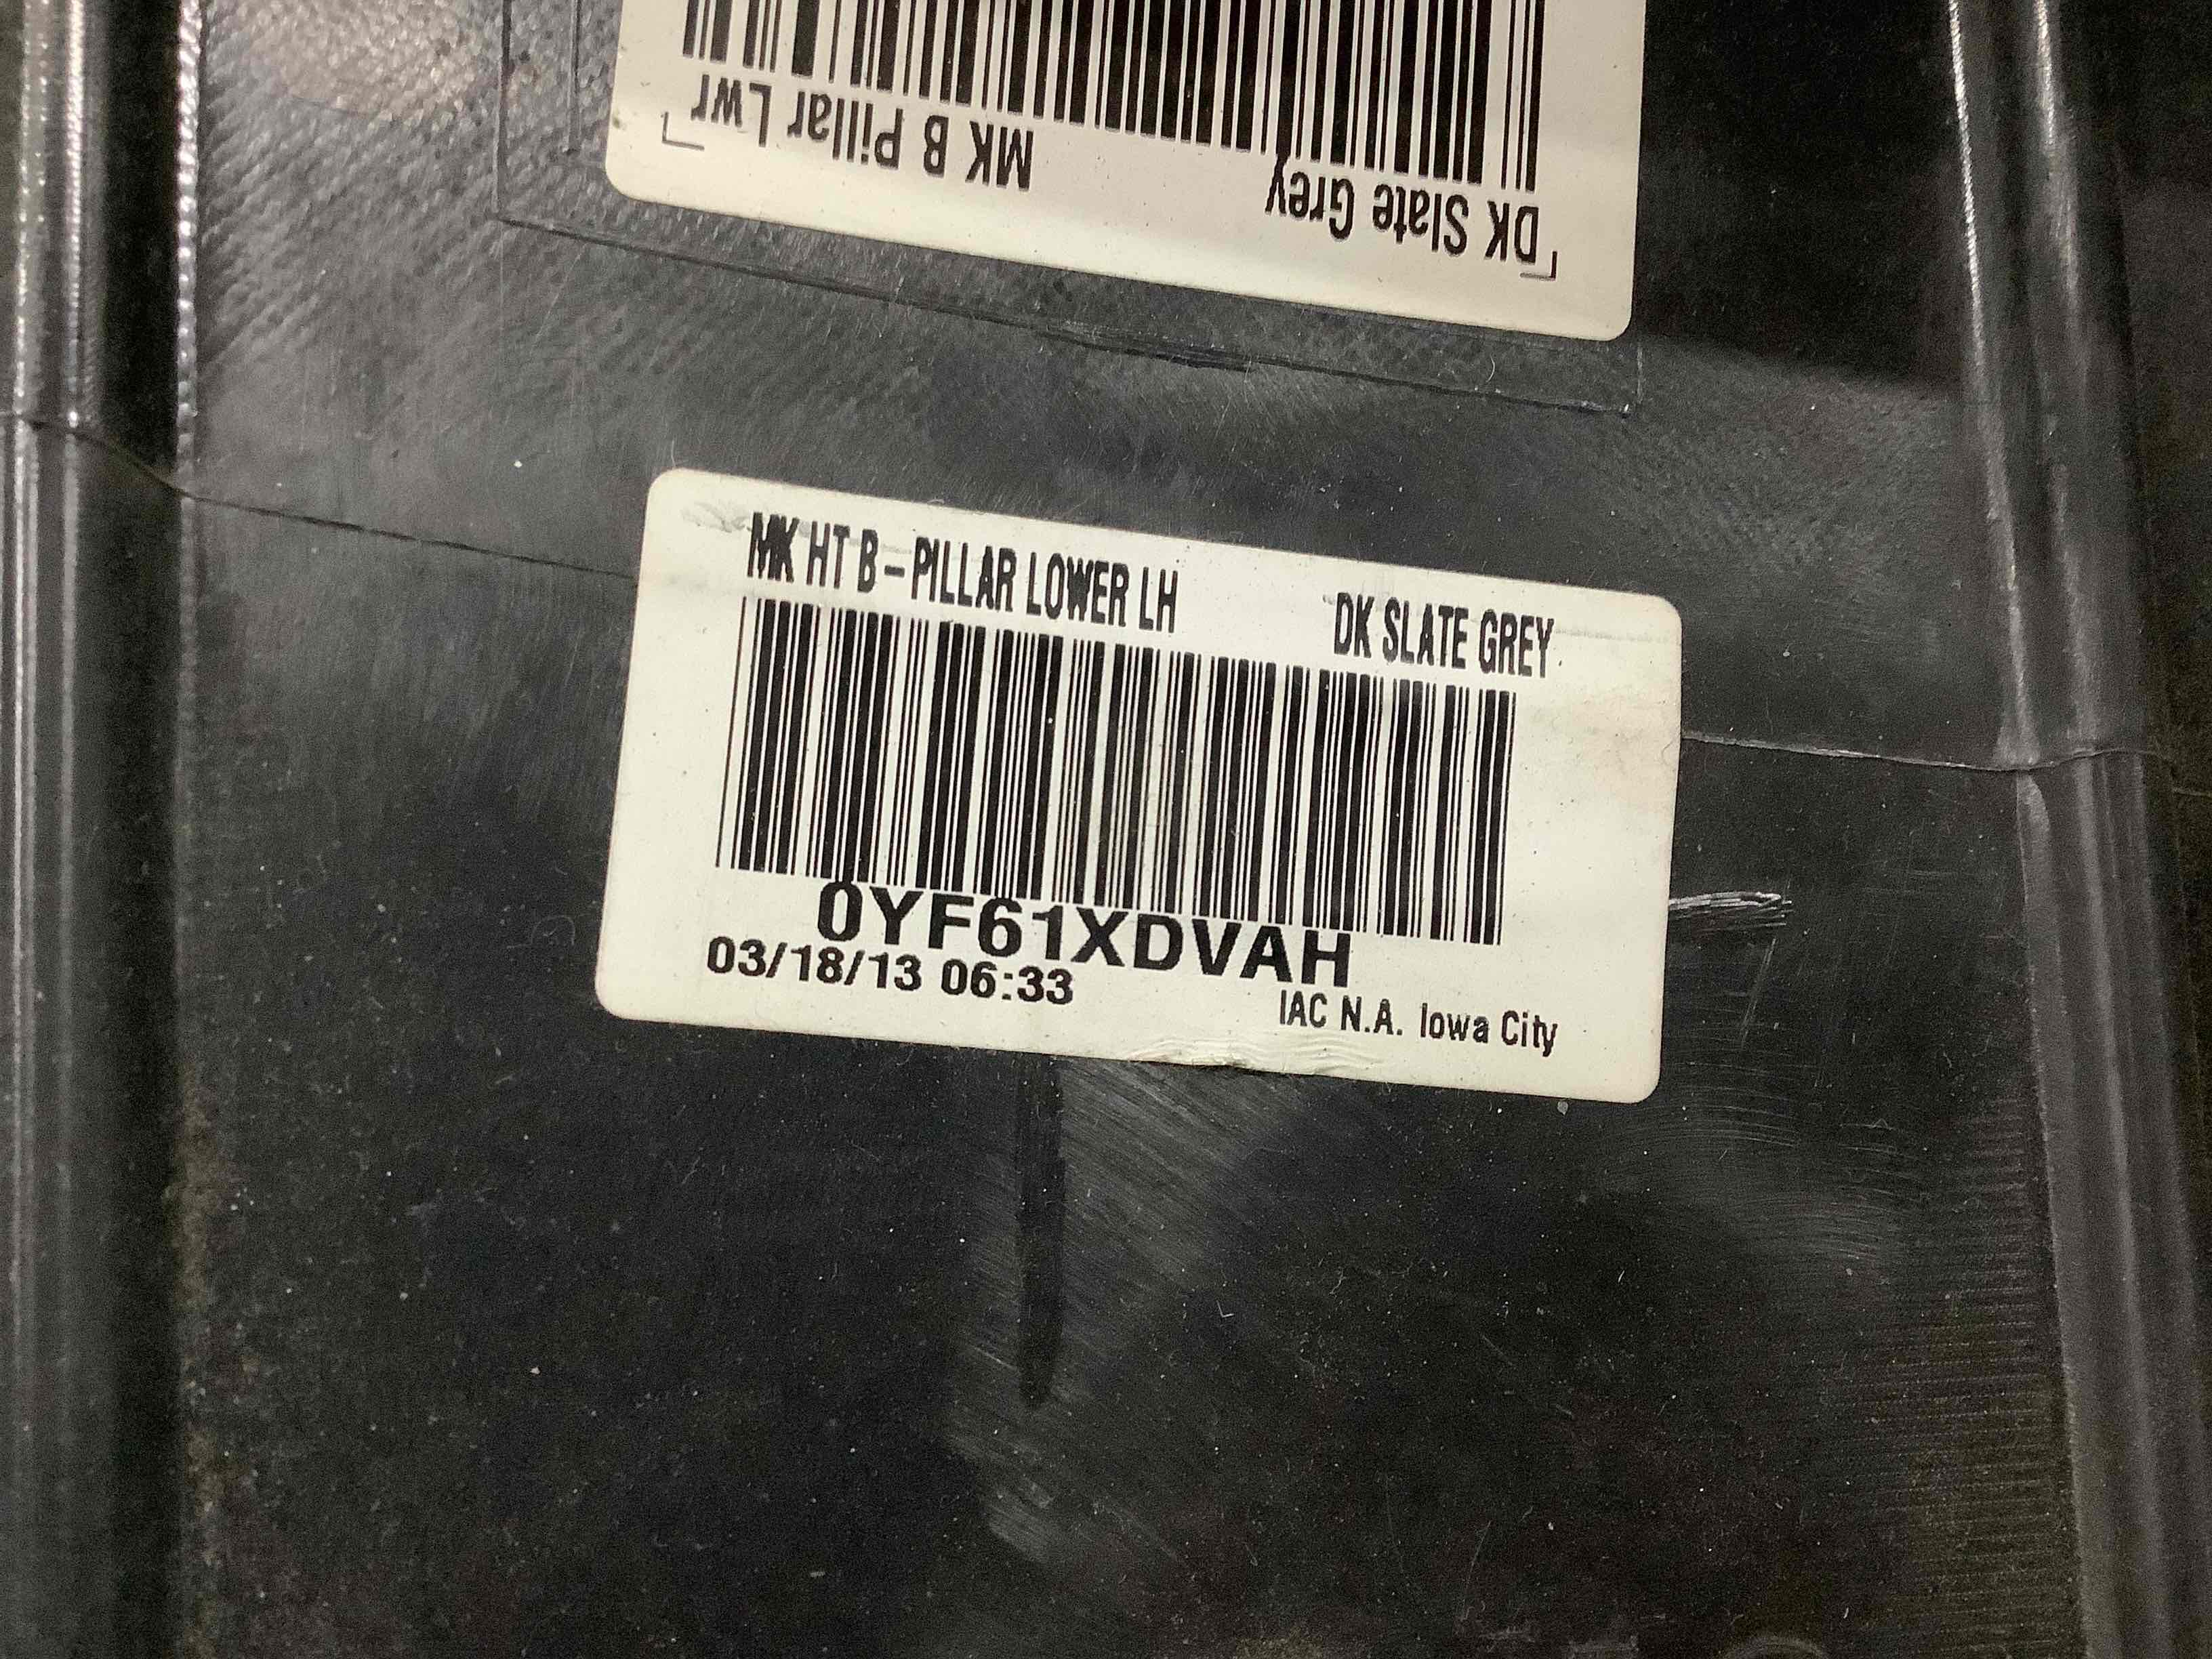 MK B Pillar Lwr DK Slate Grey
MK HT B-PILLAR LOWER LH DK SLATE GREY
0YF61XDVAH
03/18/13 06:33
IAC N.A. Iowa City